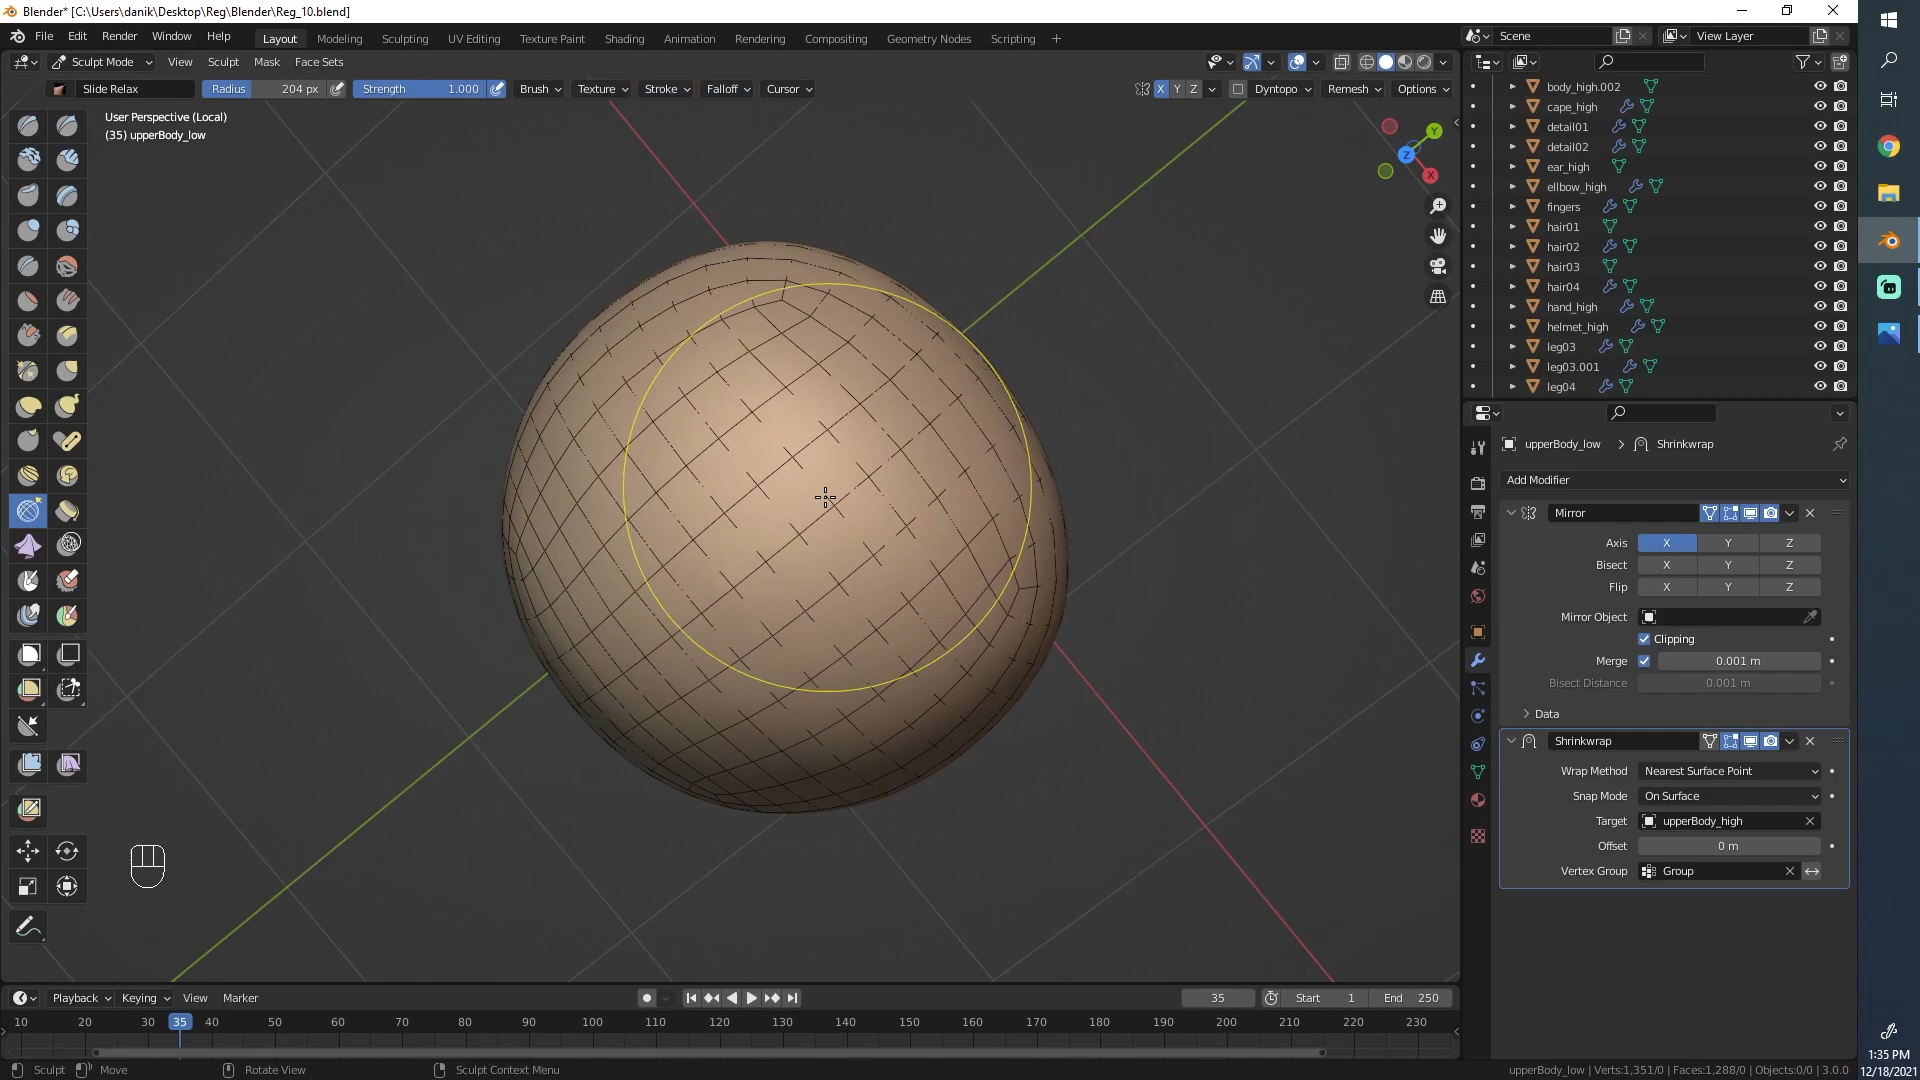 Blender* [C:\Users\danik\Desktop\Reg\Blender\Reg_10.blend]
File Edit Render Window Help Layout Modeling Sculpting UV Editing Texture Paint Shading Animation Rendering Compositing Geometry Nodes Scripting + Scene View Layer
Sculpt Mode View Sculpt Mask Face Sets
Slide Relax Radius 204 px Strength 1.000 Brush Texture Stroke Falloff Cursor X Y Z Dyntopo Remesh Options
User Perspective (Local)
(35) upperBody_low
Y
Z
X
body_high.002
cape_high
detail01
detail02
ear_high
ellbow_high
fingers
hair01
hair02
hair03
hair04
hand_high
helmet_high
leg03
leg03.001
leg04
upperBody_low > Shrinkwrap
Add Modifier
Mirror
Axis X Y Z
Bisect X Y Z
Flip X Y Z
Mirror Object
Clipping
Merge 0.001 m
Bisect Distance 0.001 m
Data
Shrinkwrap
Wrap Method Nearest Surface Point
Snap Mode On Surface
Target upperBody_high
Offset 0 m
Vertex Group Group
Playback Keying View Marker 35 Start 1 End 250
10 20 30 35 40 50 60 70 80 90 100 110 120 130 140 150 160 170 180 190 200 210 220 230
Sculpt Move Rotate View Sculpt Context Menu upperBody_low | Verts:1,351/0 | Faces:1,288/0 | Objects:0/0 | 3.0.0
1:35 PM
12/18/2021